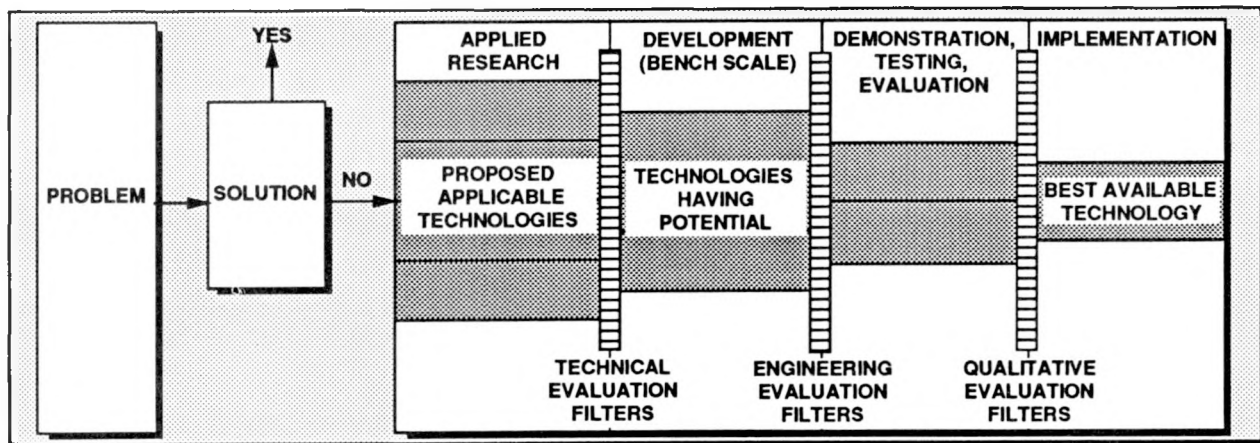 PROBLEM
YES
SOLUTION
NO
APPLIED
RESEARCH
PROPOSED
APPLICABLE
TECHNOLOGIES
TECHNICAL
EVALUATION
FILTERS
DEVELOPMENT
(BENCH SCALE)
TECHNOLOGIES
HAVING
POTENTIAL
ENGINEERING
EVALUATION
FILTERS
DEMONSTRATION,
TESTING,
EVALUATION
QUALITATIVE
EVALUATION
FILTERS
IMPLEMENTATION
BEST AVAILABLE
TECHNOLOGY